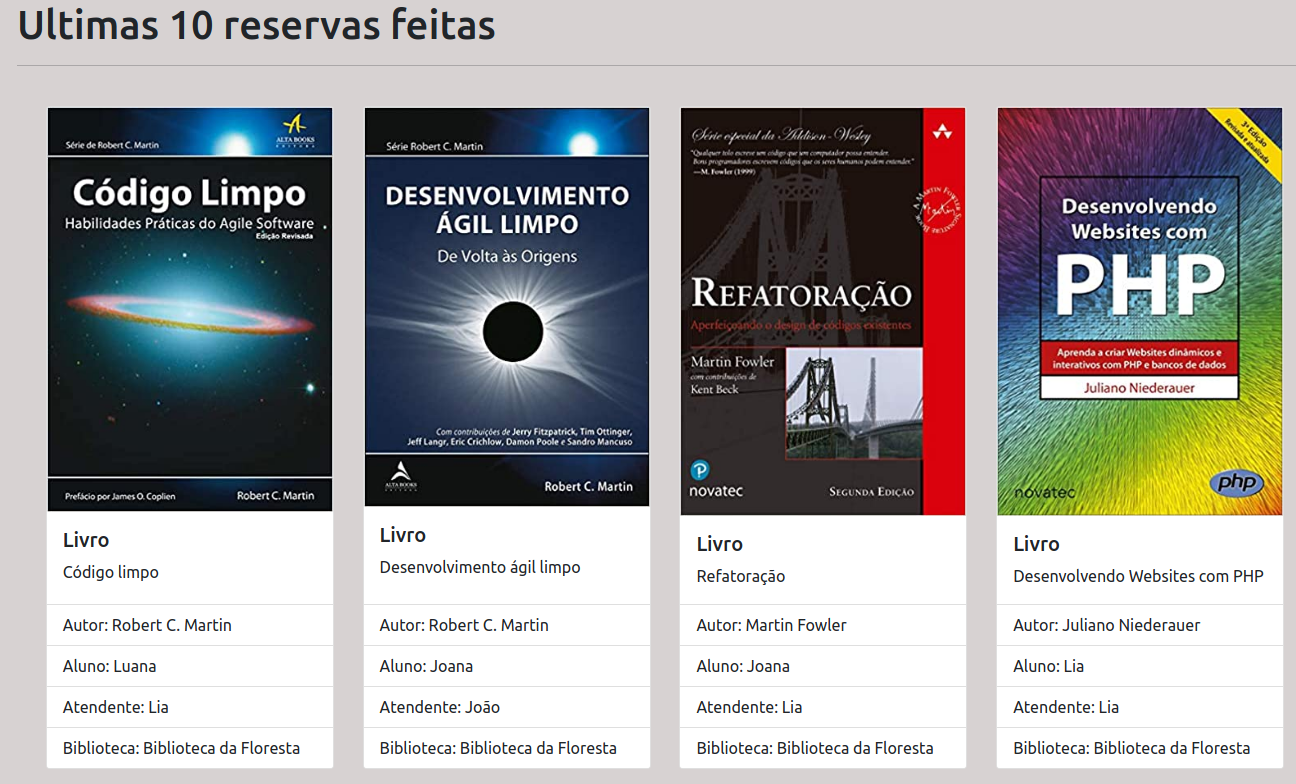 Ultimas 10 reservas feitas
Série de Robert C. Martin
ALTA BOOKS
EDITORA
Código Limpo
Habilidades Práticas do Agile Software
Edição Revisada
Prefácio por James O. Coplien
Robert C. Martin
Livro
Código limpo
Autor: Robert C. Martin
Aluno: Luana
Atendente: Lia
Biblioteca: Biblioteca da Floresta
Série Robert C. Martin
DESENVOLVIMENTO
ÁGIL LIMPO
De Volta às Origens
Com contribuições de Jerry Fitzpatrick, Tim Ottinger,
Jeff Langr, Eric Crichlow, Damon Poole e Sandro Mancuso
ALTA BOOKS
EDITORA
Robert C. Martin
Livro
Desenvolvimento ágil limpo
Autor: Robert C. Martin
Aluno: Joana
Atendente: João
Biblioteca: Biblioteca da Floresta
Série especial da Addison-Wesley
"Qualquer tolo escreve um código que um computador possa entender.
Bons programadores escrevem códigos que os seres humanos podem entender."
—M. Fowler (1999)
A MARTIN FOWLER SIGNATURE BOOK
Martin
REFATORAÇÃO
Aperfeiçoando o design de códigos existentes
Martin Fowler
com contribuições de
Kent Beck
P
novatec
SEGUNDA EDIÇÃO
Livro
Refatoração
Autor: Martin Fowler
Aluno: Joana
Atendente: Lia
Biblioteca: Biblioteca da Floresta
3ª Edição
Revisada e atualizada
Desenvolvendo
Websites com
PHP
Aprenda a criar Websites dinâmicos e
interativos com PHP e bancos de dados
Juliano Niederauer
novatec
php
Livro
Desenvolvendo Websites com PHP
Autor: Juliano Niederauer
Aluno: Lia
Atendente: Lia
Biblioteca: Biblioteca da Floresta